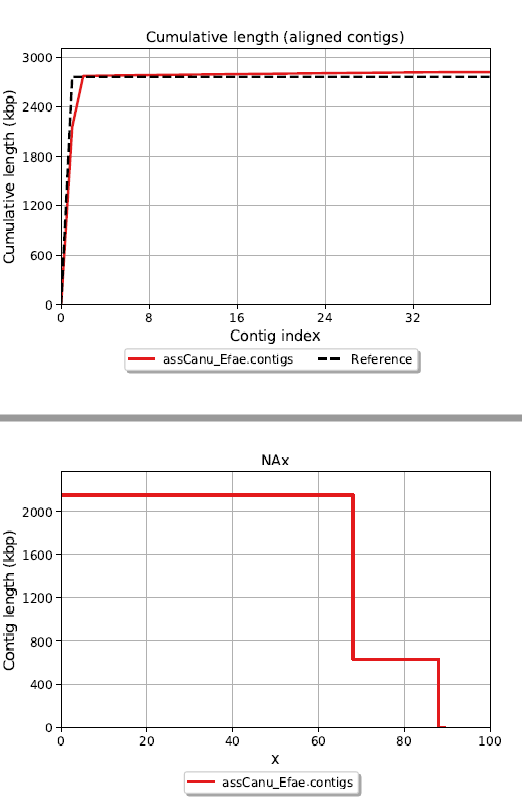 Cumulative length (aligned contigs)
3000
2400
1800
1200
600
0
Cumulative length (kbp)
0 8 16 24 32
Contig index
assCanu_Efae.contigs Reference
NAx
2000
1600
1200
800
400
0
Contig length (kbp)
0 20 40 60 80 100
x
assCanu_Efae.contigs